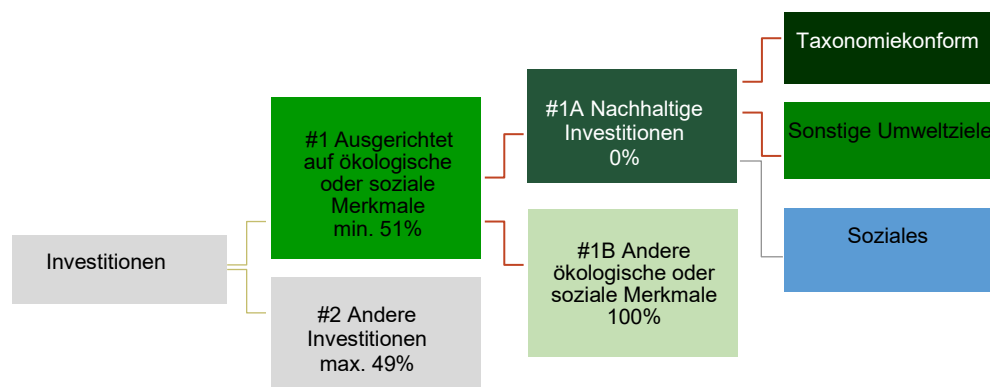 Investitionen
#1 Ausgerichtet
auf ökologische
oder soziale
Merkmale
min. 51%
#2 Andere
Investitionen
max. 49%
#1A Nachhaltige
Investitionen
0%
#1B Andere
ökologische oder
soziale Merkmale
100%
Taxonomiekonform
Sonstige Umweltziele
Soziales